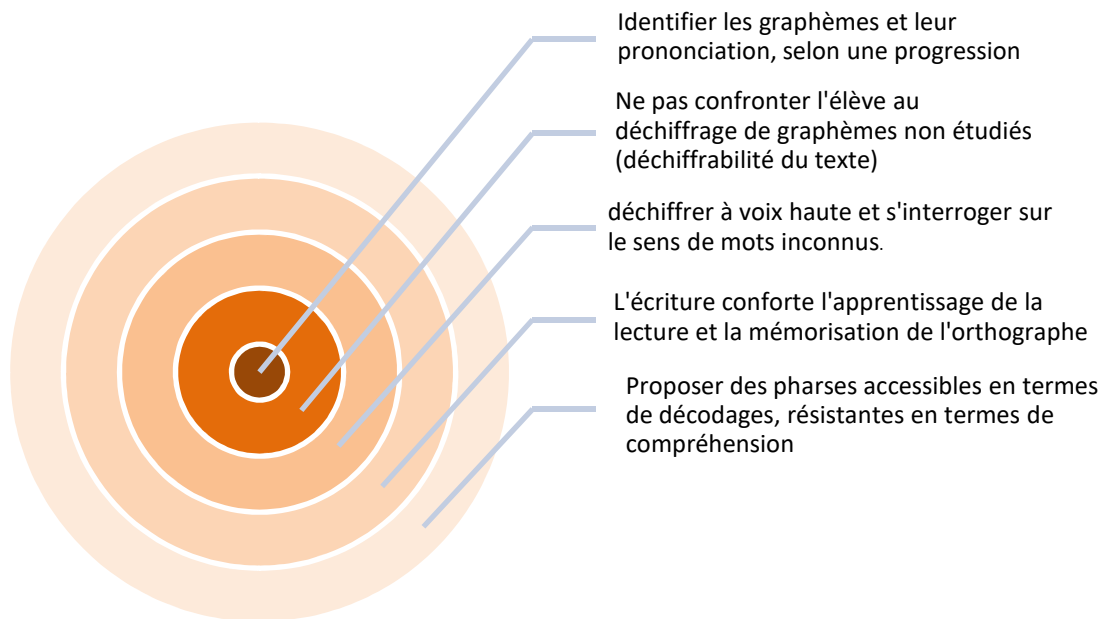 Identifier les graphèmes et leur
prononciation, selon une progression
Ne pas confronter l'élève au
déchiffrage de graphèmes non étudiés
(déchiffrabilité du texte)
déchiffrer à voix haute et s'interroger sur
le sens de mots inconnus.
L'écriture conforte l'apprentissage de la
lecture et la mémorisation de l'orthographe
Proposer des pharses accessibles en termes
de décodages, résistantes en termes de
compréhension